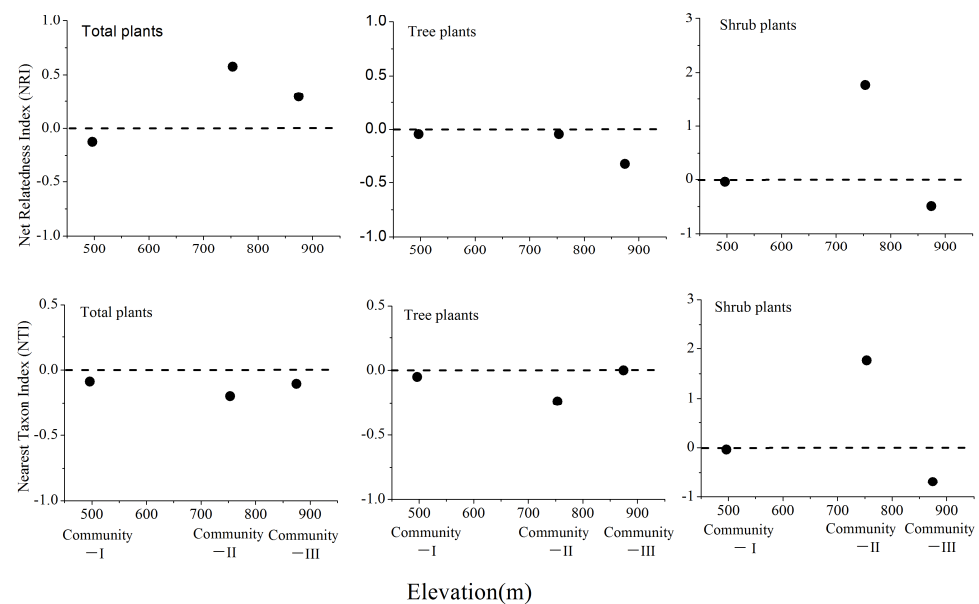 Total plants
Tree plants
Shrub plants
Net Relatedness Index (NRI)
1.0
0.5
0.0
-0.5
-1.0
500 600 700 800 900
1.0
0.5
0.0
-0.5
-1.0
500 600 700 800 900
3
2
1
0
-1
500 600 700 800 900
Total plants
Tree plaants
Shrub plants
Nearest Taxon Index (NTI)
0.5
0.0
-0.5
-1.0
500 600 700 800 900
0.5
0.0
-0.5
-1.0
500 600 700 800 900
3
2
1
0
-1
500 600 700 800 900
Community
－I
Community
－II
Community
－III
Community
－I
Community
－II
Community
－III
Community
－I
Community
－II
Community
－III
Elevation(m)